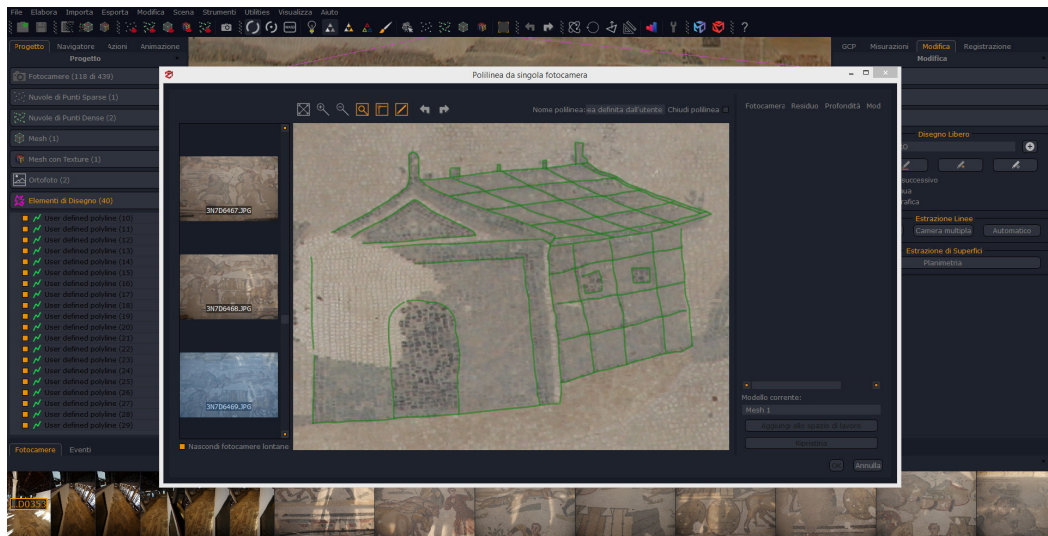 File Elabora Importa Esporta Modifica Scena Strumenti Utilities Visualizza Aiuto
Progetto Navigatore Azioni Animazione
Progetto
Fotocamere (118 di 439)
Nuvole di Punti Sparse (1)
Nuvole di Punti Dense (2)
Mesh (1)
Mesh con Texture (1)
Ortofoto (2)
Elementi di Disegno (40)
User defined polyline (10)
User defined polyline (11)
User defined polyline (12)
User defined polyline (13)
User defined polyline (14)
User defined polyline (15)
User defined polyline (16)
User defined polyline (17)
User defined polyline (18)
User defined polyline (19)
User defined polyline (20)
User defined polyline (21)
User defined polyline (22)
User defined polyline (23)
User defined polyline (24)
User defined polyline (25)
User defined polyline (26)
User defined polyline (27)
User defined polyline (28)
User defined polyline (29)
Fotocamere Eventi
Polilinea da singola fotocamera
Nome polilinea: ea definita dall'utente Chiudi polilinea
3N7D6467.JPG
3N7D6468.JPG
3N7D6469.JPG
Nascondi fotocamere lontane
Fotocamera Residuo Profondità Mod
Modello corrente:
Mesh 1
Aggiungi allo spazio di lavoro
Ripristina
OK Annulla
GCP Misurazioni Modifica Registrazione
Modifica
Disegno Libero
successivo
Estrazione Linee
Camera multipla Automatico
Estrazione di Superfici
Planimetria